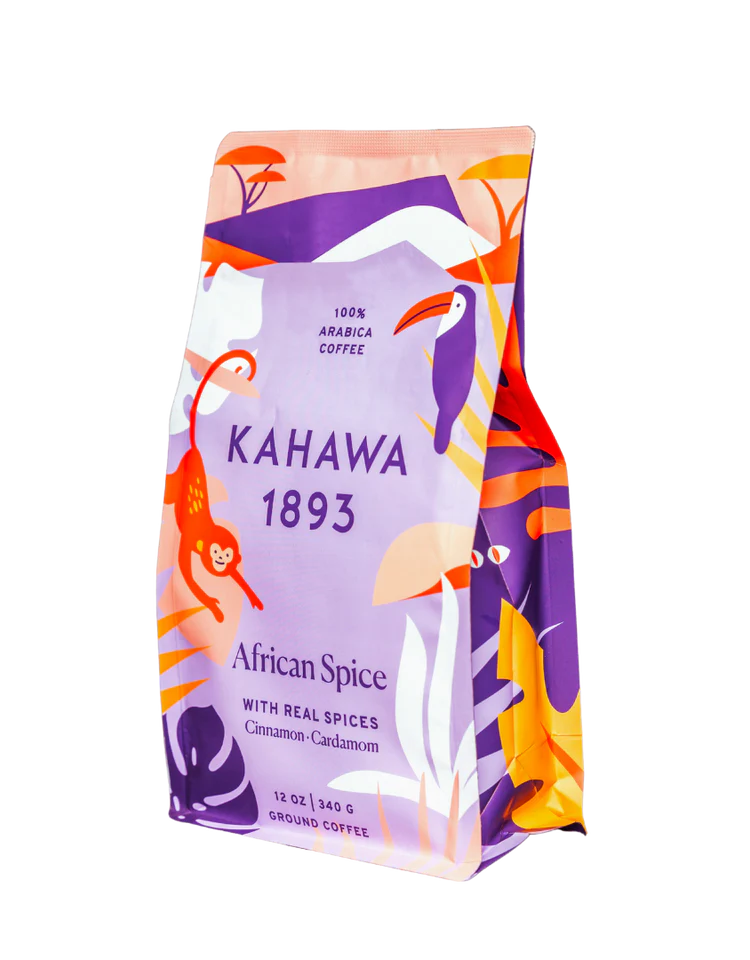 100%
ARABICA
COFFEE
KAHAWA
1893
African Spice
WITH REAL SPICES
Cinnamon · Cardamom
12 OZ | 340 G
GROUND COFFEE